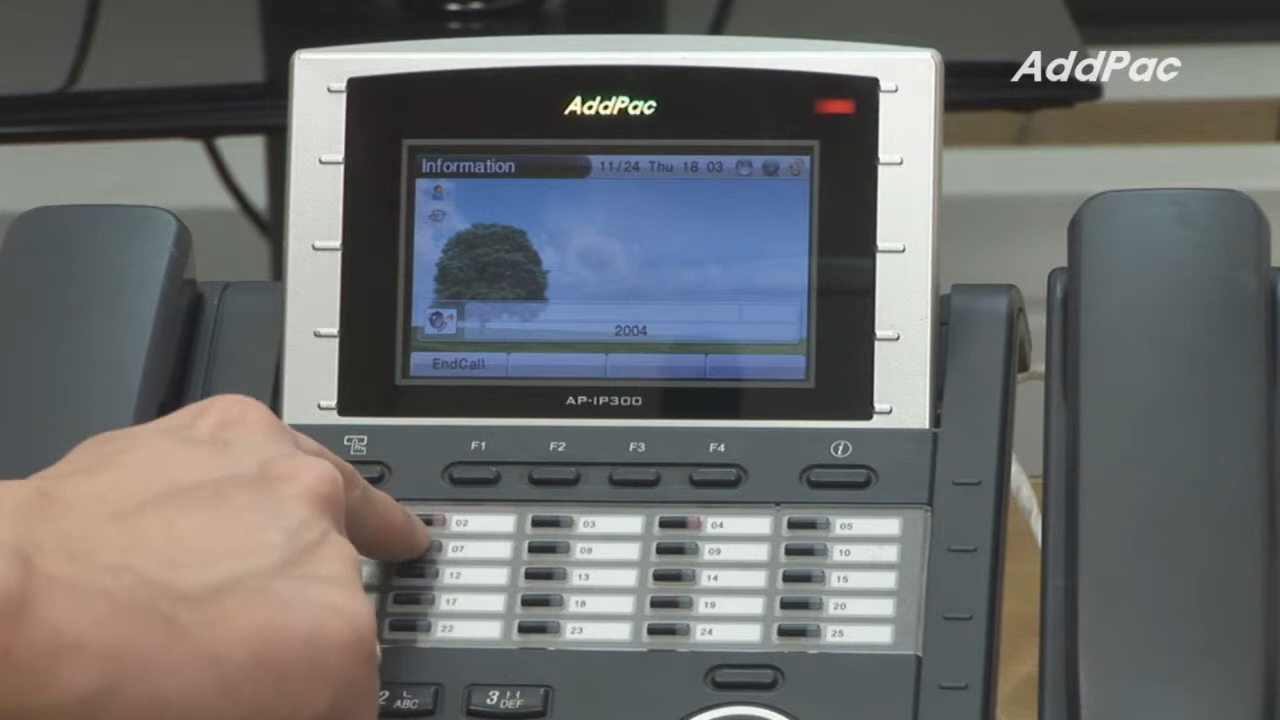 AddPac
AddPac
Information 11/24 Thu 18 03
2004
EndCall
AP-IP300
F1 F2 F3 F4 i
02 03 04 05
07 08 09 10
12 13 14 15
17 18 19 20
22 23 24 25
2 ABC 3 DEF